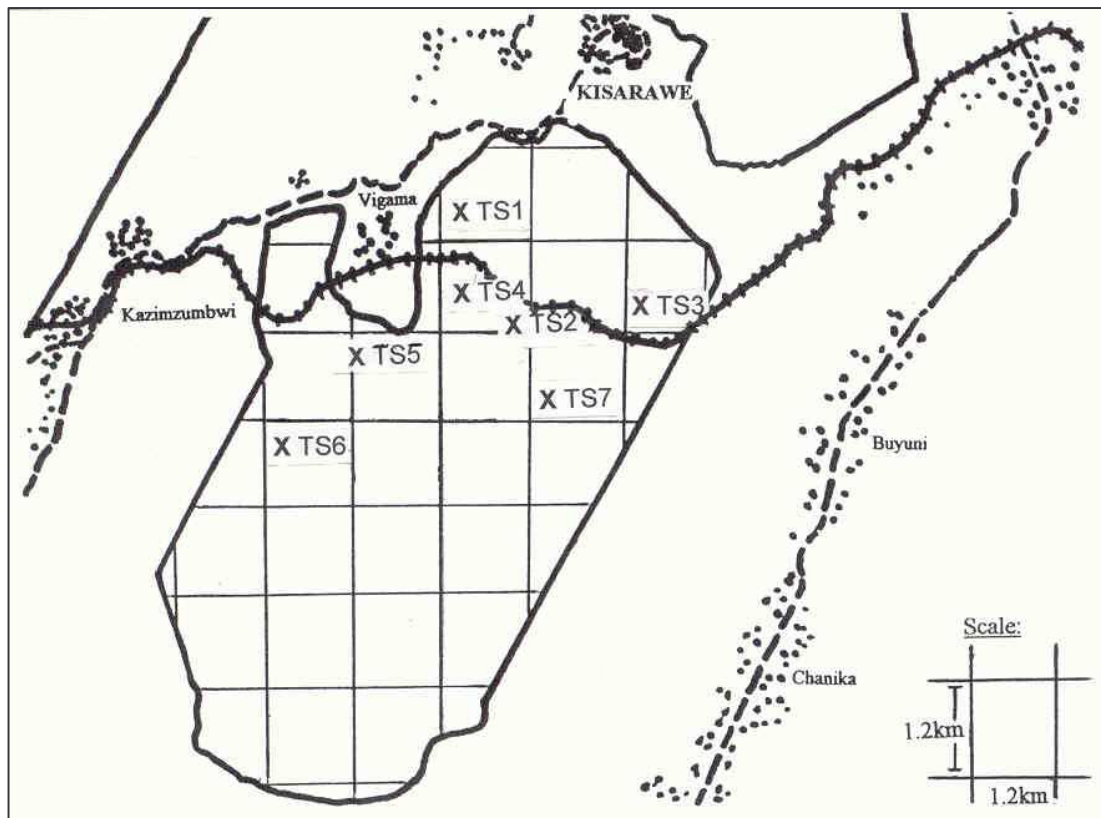 KISARAWE
Vigama
X TS1
X TS4
X TS3
Kazimzumbwi
X TS2
X TS5
X TS7
X TS6
Buyuni
Scale:
Chanika
1.2km
1.2km